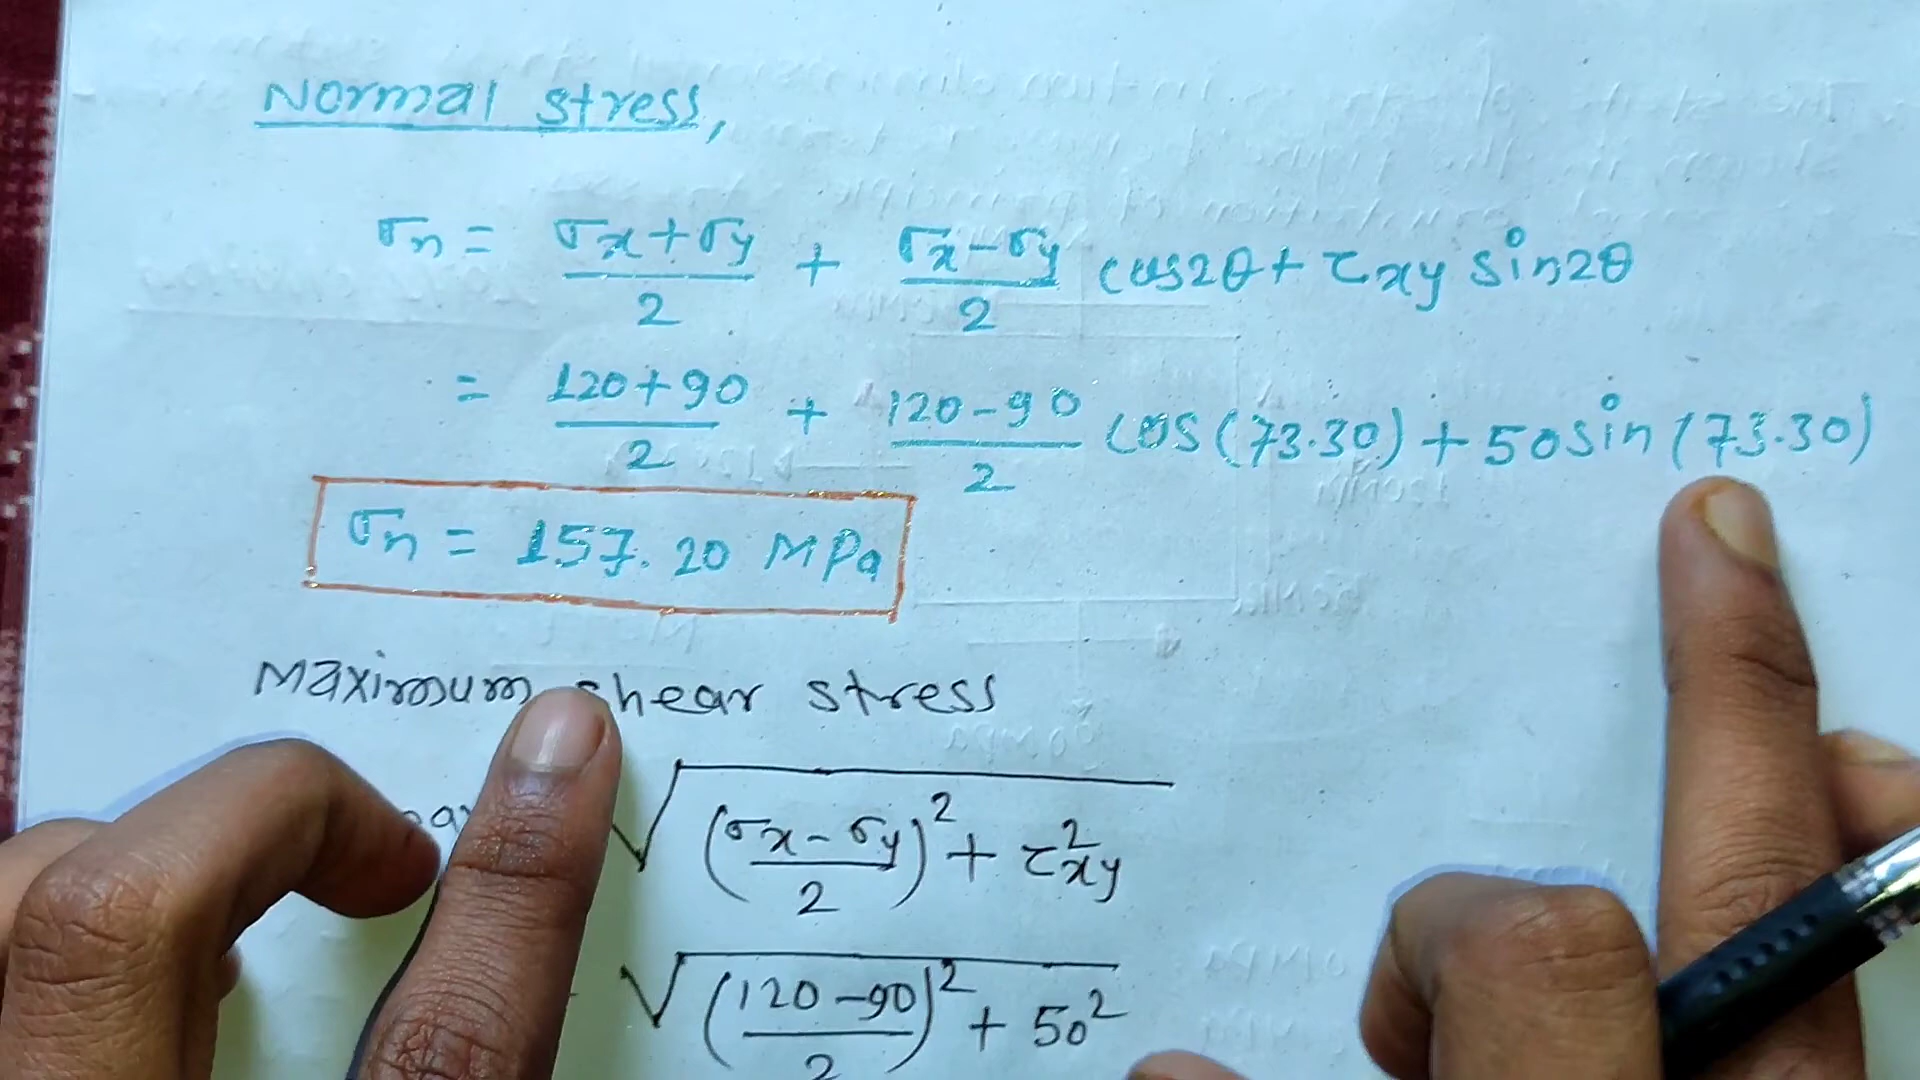 Normal stress,
σn = σx+σy/2 + σx-σy/2 cos2θ + τxy sin2θ
= 120+90/2 + 120-90/2 cos(73.30) + 50sin(73.30)
σn = 157.20 MPa
Maximum shear stress
√((σx-σy/2)² + τ²xy
√((120-90/2)² + 50²